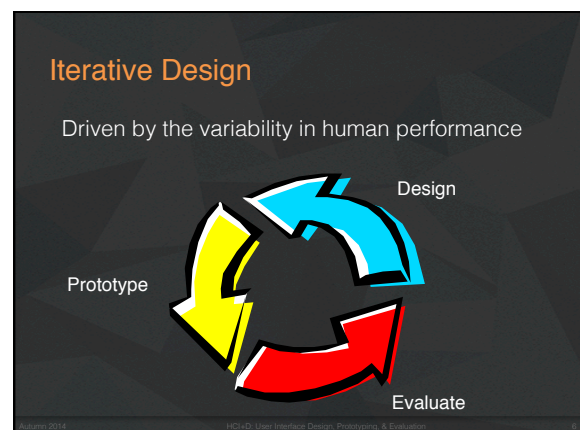 Iterative Design
Driven by the variability in human performance
Design
Prototype
Evaluate
Autumn 2014
HCI+D: User Interface Design, Prototyping, & Evaluation